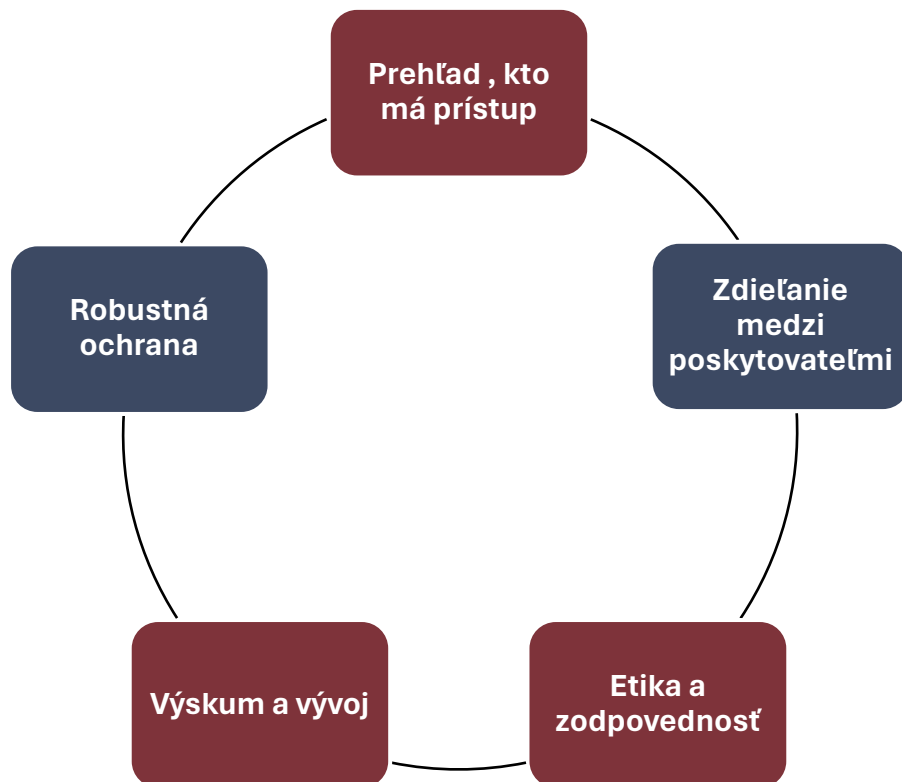 Prehľad , kto
má prístup
Zdieľanie
medzi
poskytovateľmi
Etika a
zodpovednosť
Výskum a vývoj
Robustná
ochrana